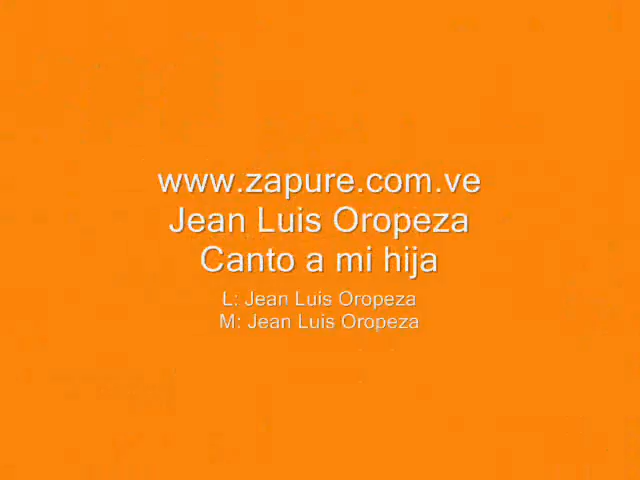 www.zapure.com.ve
Jean Luis Oropeza
Canto a mi hija
L: Jean Luis Oropeza
M: Jean Luis Oropeza